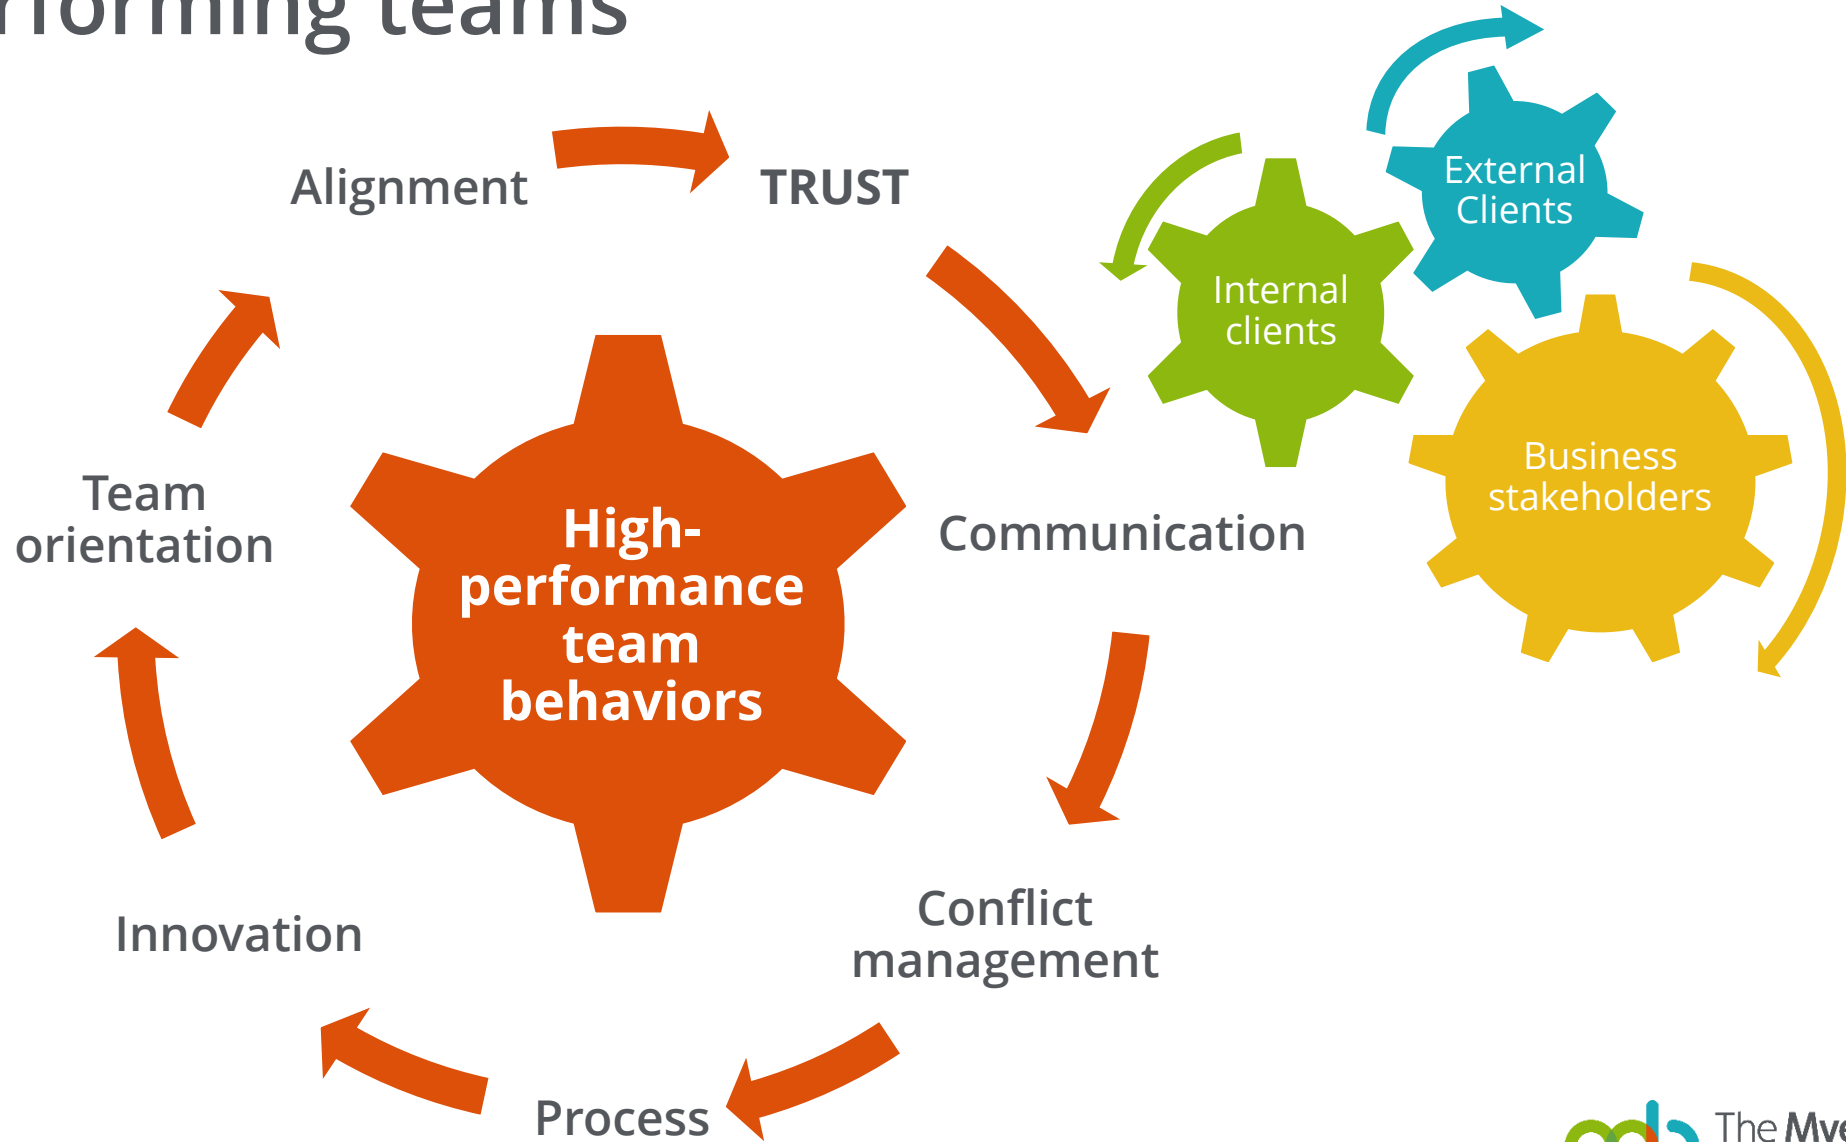 teams
Alignment
TRUST
External
Clients
Internal
clients
Business
stakeholders
Team
orientation
High-
performance
team
behaviors
Communication
Innovation
Conflict
management
Process
The